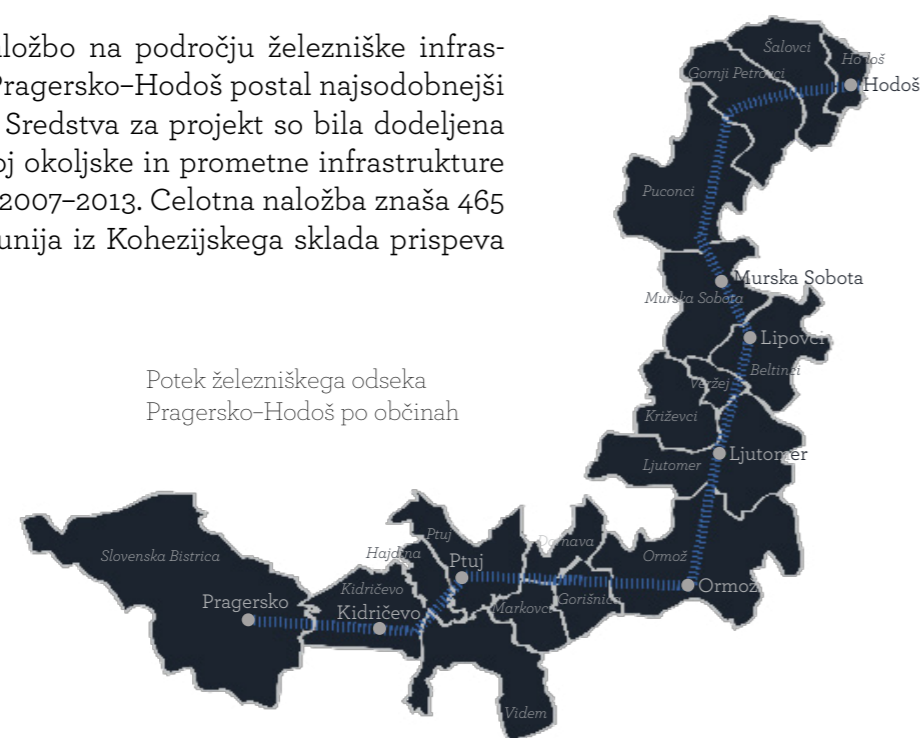 ložbo na področju železniške infras-
Pragersko–Hodoš postal najsodobnejši
Sredstva za projekt so bila dodeljena
oj okoljske in prometne infrastrukture
2007–2013. Celotna naložba znaša 465
unija iz Kohezijskega sklada prispeva
Potek železniškega odseka
Pragersko–Hodoš po občinah
Šalovci
Hodoš
Gornji Petrovci
Hodoš
Puconci
Murska Sobota
Murska Sobota
Lipovci
Beltinci
Veržej
Križevci
Ljutomer
Ljutomer
Ptuj
Dornava
Hajdina
Ormož
Slovenska Bistrica
Ptuj
Kidričevo
Ormož
Pragersko
Kidričevo
Markovci
Gorišnica
Videm